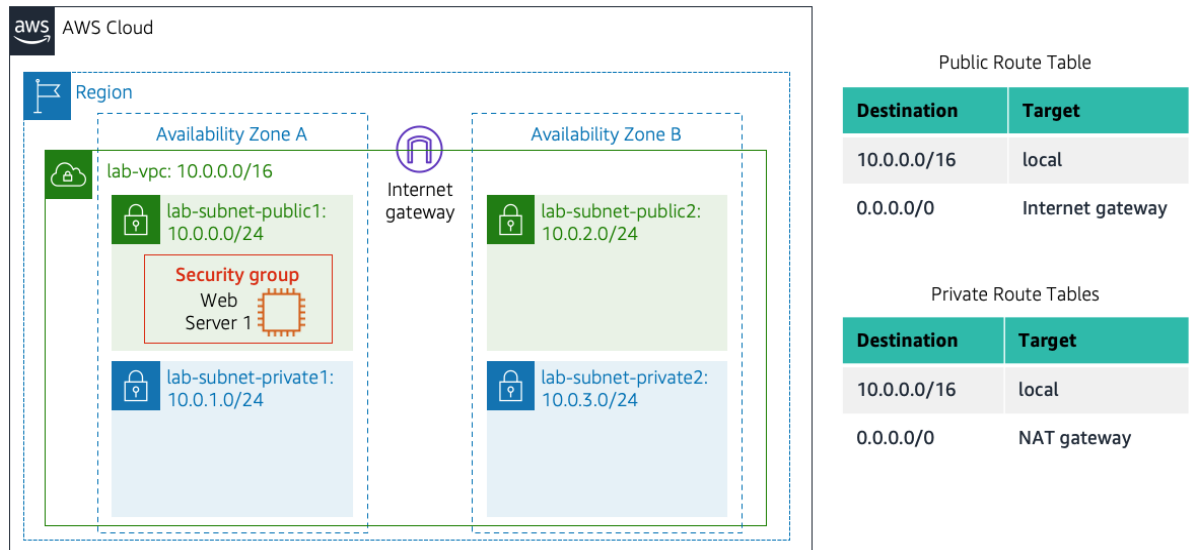 aws
AWS Cloud
Region
Availability Zone A
Availability Zone B
lab-vpc: 10.0.0.0/16
Internet
gateway
lab-subnet-public1:
10.0.0.0/24
lab-subnet-public2:
10.0.2.0/24
Security group
Web
Server 1
lab-subnet-private1:
10.0.1.0/24
lab-subnet-private2:
10.0.3.0/24
Public Route Table
Destination Target
10.0.0.0/16 local
0.0.0.0/0 Internet gateway
Private Route Tables
Destination Target
10.0.0.0/16 local
0.0.0.0/0 NAT gateway